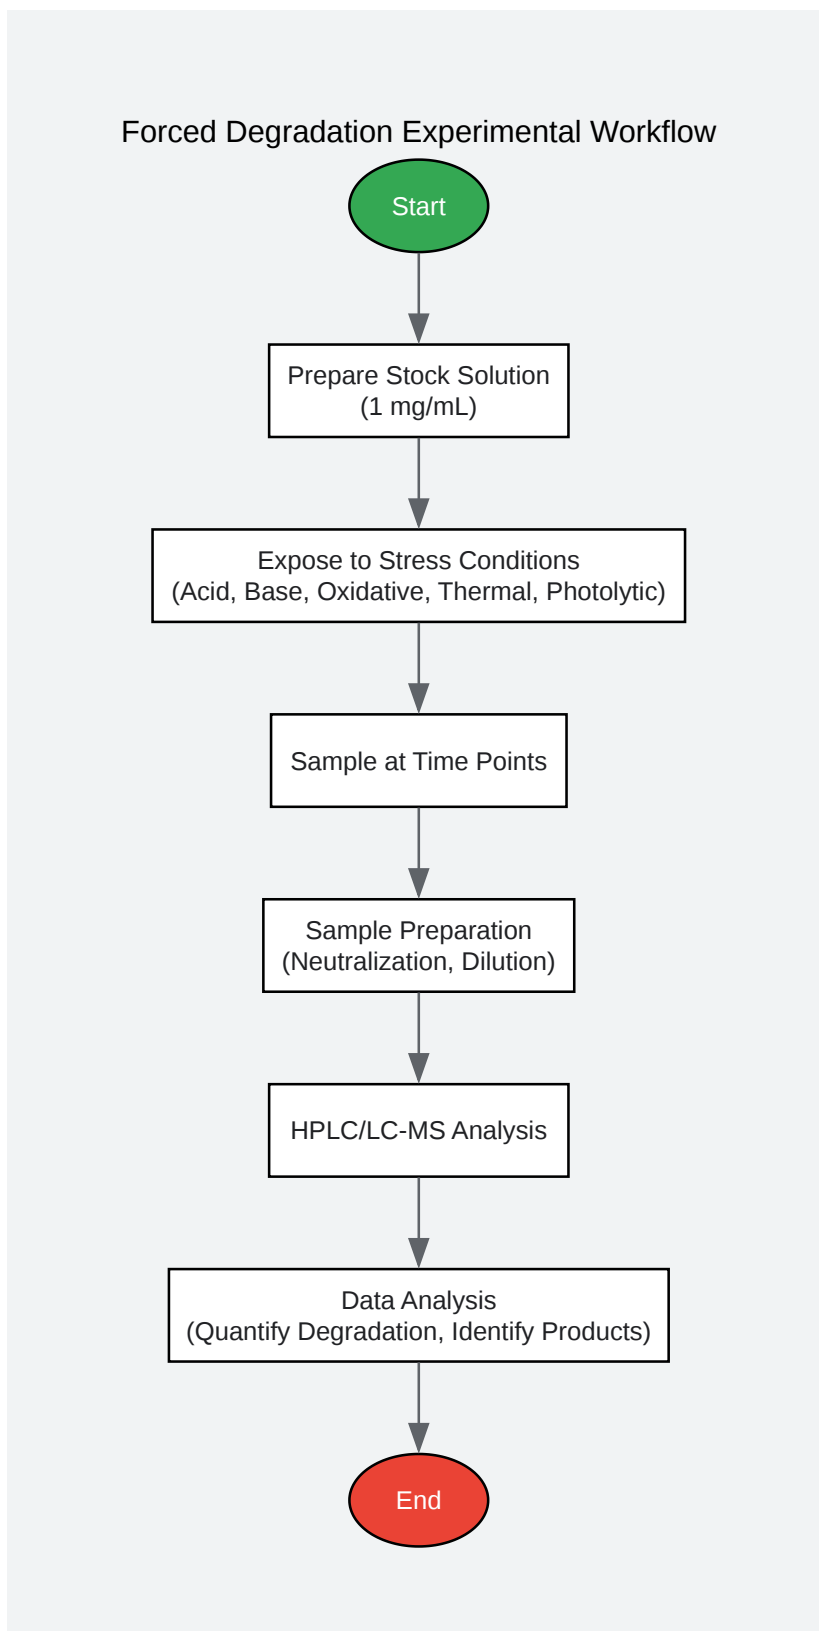 Forced Degradation Experimental Workflow
Start
Prepare Stock Solution
(1 mg/mL)
Expose to Stress Conditions
(Acid, Base, Oxidative, Thermal, Photolytic)
Sample at Time Points
Sample Preparation
(Neutralization, Dilution)
HPLC/LC-MS Analysis
Data Analysis
(Quantify Degradation, Identify Products)
End